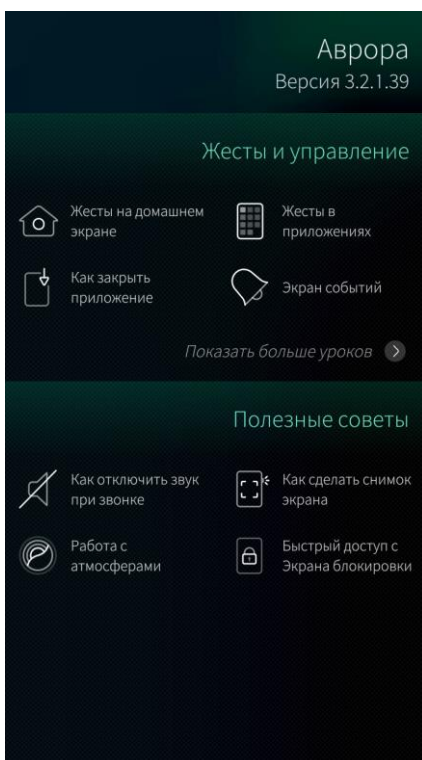 Аврора
Версия 3.2.1.39
Жесты и управление
Жесты на домашнем
экране
Жесты в
приложениях
Как закрыть
приложение
Экран событий
Показать больше уроков
Полезные советы
Как отключить звук
при звонке
Как сделать снимок
экрана
Работа с
атмосферами
Быстрый доступ с
Экрана блокировки